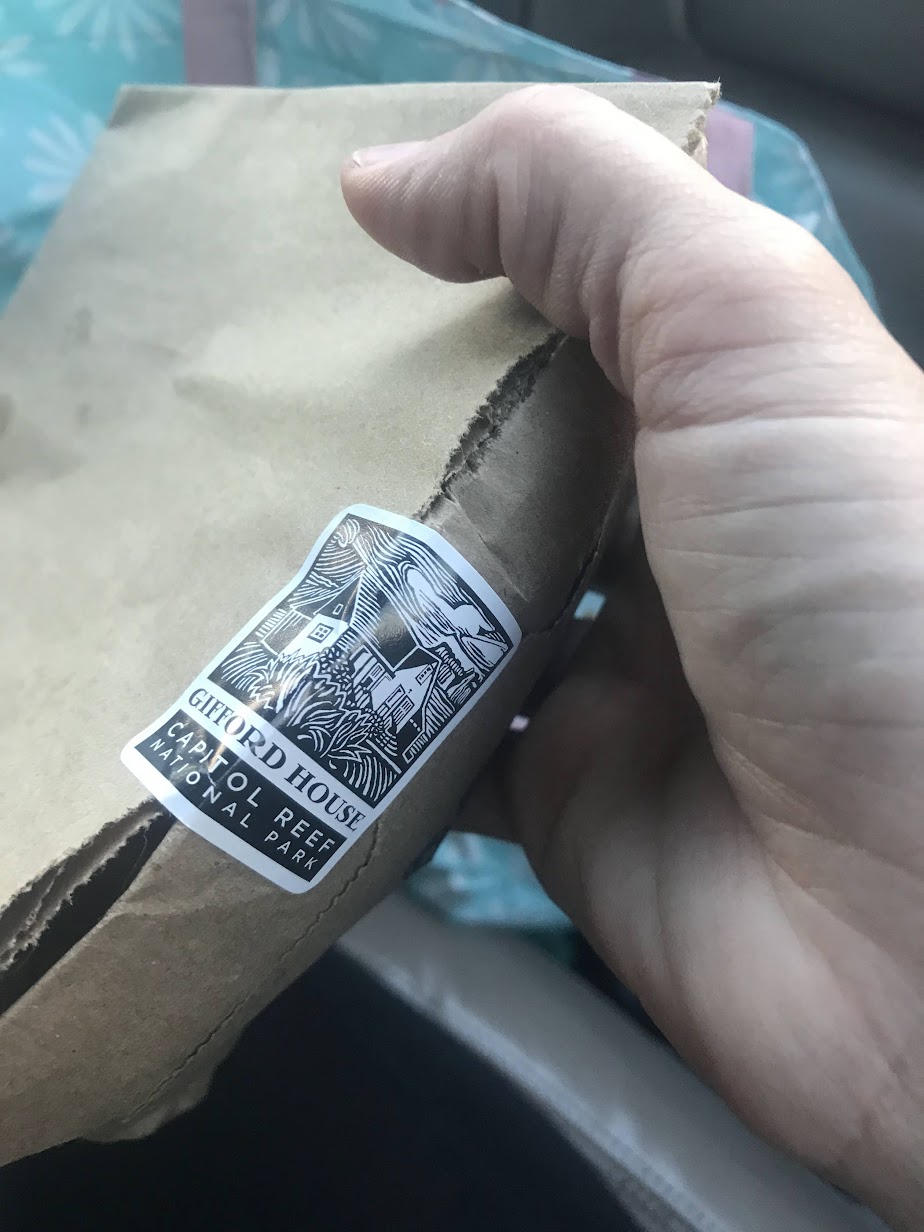 GIFFORD HOUSE
CAPITOL REEF
NATIONAL PARK